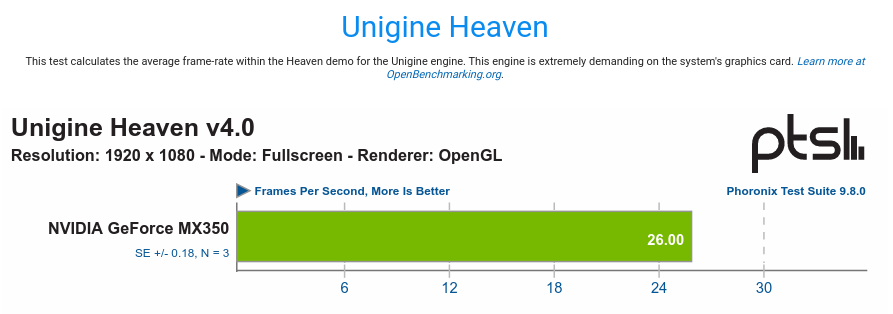 Unigine Heaven
This test calculates the average frame-rate within the Heaven demo for the Unigine engine. This engine is extremely demanding on the system's graphics card. Learn more at
OpenBenchmarking.org.
Unigine Heaven v4.0
Resolution: 1920 x 1080 - Mode: Fullscreen - Renderer: OpenGL
ptsl
Frames Per Second, More Is Better
Phoronix Test Suite 9.8.0
NVIDIA GeForce MX350
26.00
SE +/- 0.18, N = 3
6
12
18
24
30